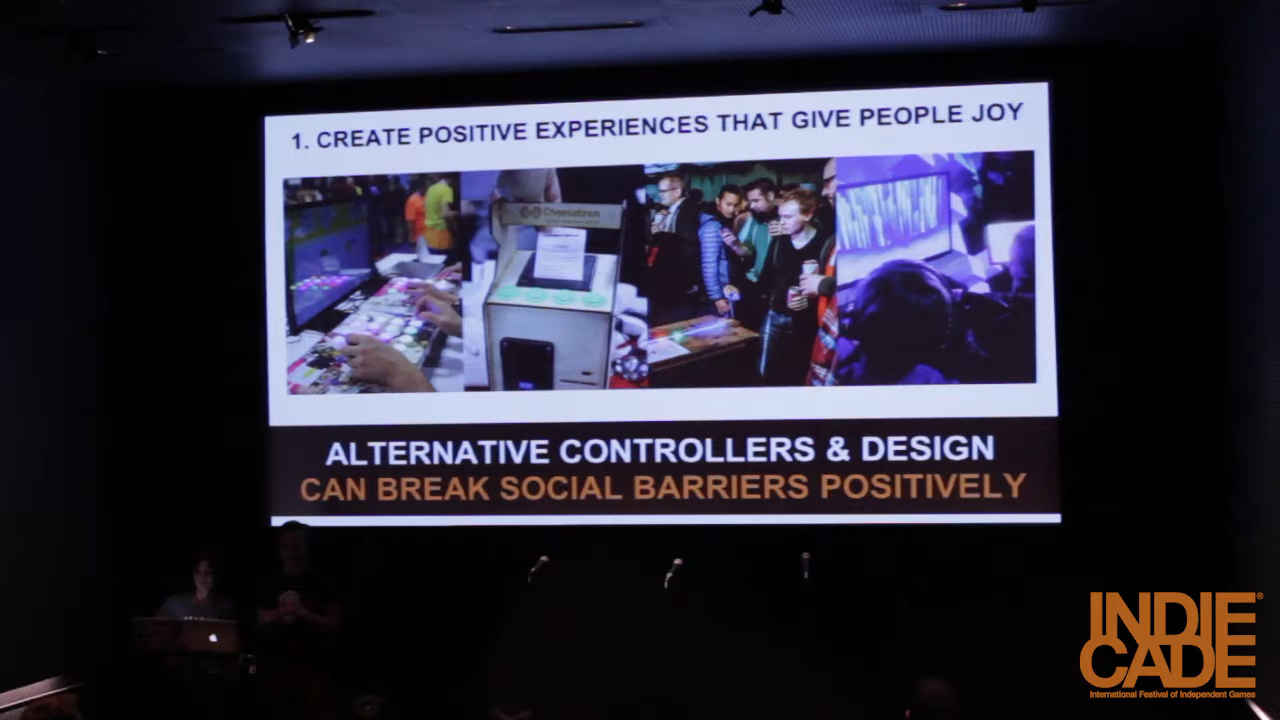 1. CREATE POSITIVE EXPERIENCES THAT GIVE PEOPLE JOY
Cheesatron
ALTERNATIVE CONTROLLERS & DESIGN
CAN BREAK SOCIAL BARRIERS POSITIVELY
INDIE
CADE
International Festival of Independent Games